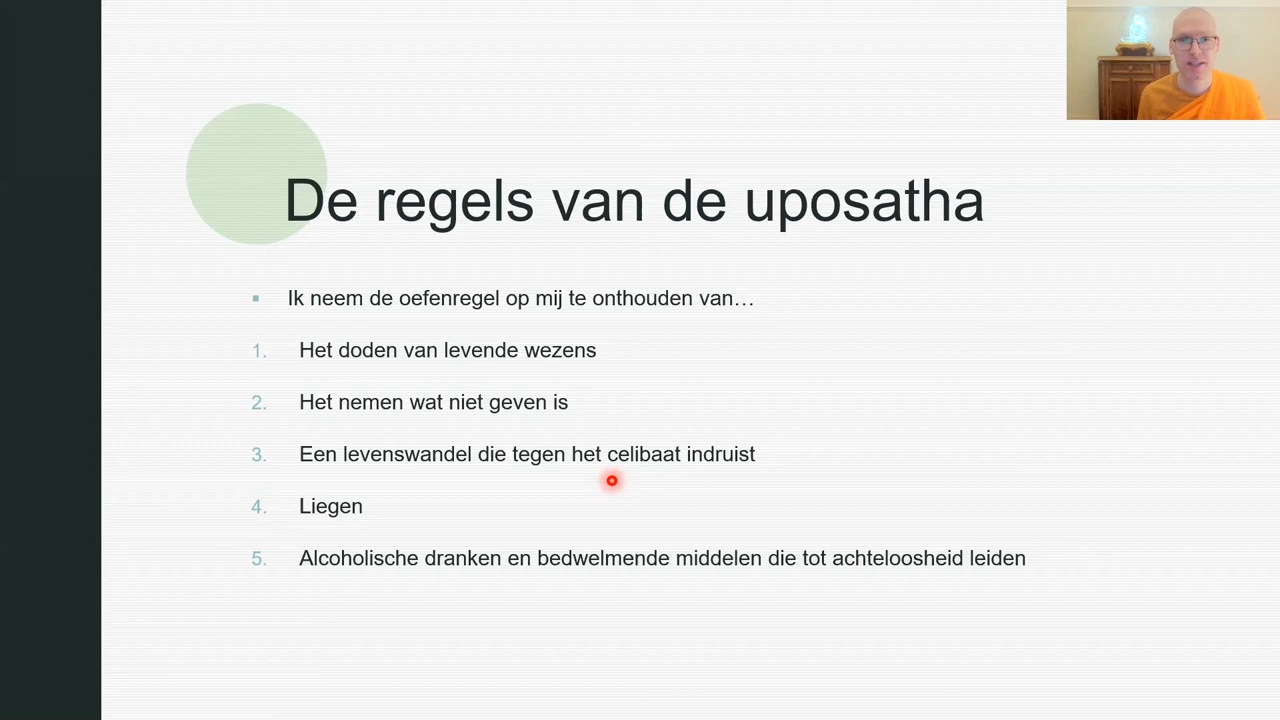 De regels van de uposatha
Ik neem de oefenregel op mij te onthouden van…
1. Het doden van levende wezens
2. Het nemen wat niet geven is
3. Een levenswandel die tegen het celibaat indruist
4. Liegen
5. Alcoholische dranken en bedwelmende middelen die tot achteloosheid leiden